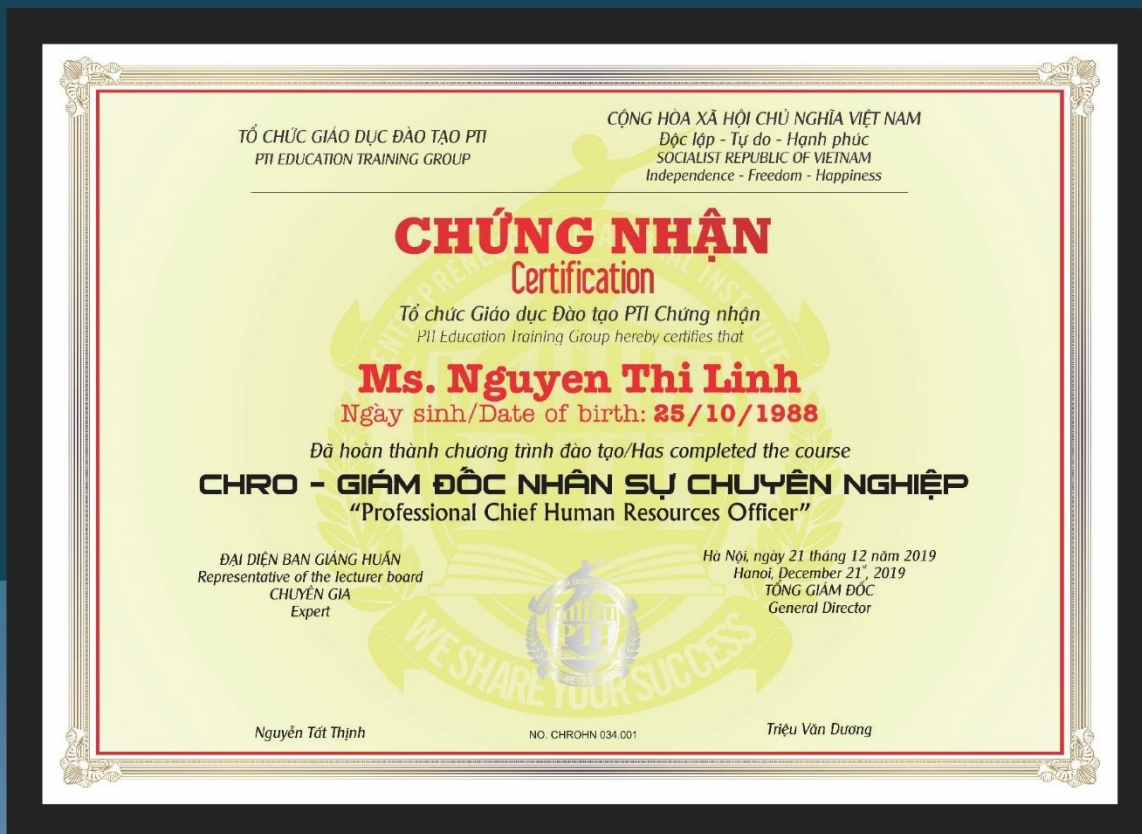 TỔ CHỨC GIÁO DỤC ĐÀO TẠO PTI
PTI EDUCATION TRAINING GROUP
CỘNG HÒA XÃ HỘI CHỦ NGHĨA VIỆT NAM
Độc lập - Tự do - Hạnh phúc
SOCIALIST REPUBLIC OF VIETNAM
Independence - Freedom - Happiness
CHỨNG NHẬN
Certification
Tổ chức Giáo dục Đào tạo PTI Chứng nhận
PTI Education Training Group hereby certifies that
Ms. Nguyen Thi Linh
Ngày sinh/Date of birth: 25/10/1988
Đã hoàn thành chương trình đào tạo/Has completed the course
CHRO - GIÁM ĐỐC NHÂN SỰ CHUYÊN NGHIỆP
“Professional Chief Human Resources Officer”
ĐẠI DIỆN BAN GIẢNG HUẤN
Representative of the lecturer board
CHUYÊN GIA
Expert
Hà Nội, ngày 21 tháng 12 năm 2019
Hanoi, December 21st, 2019
TỔNG GIÁM ĐỐC
General Director
PTI
WE SHARE YOUR SUCCESS
Nguyễn Tất Thịnh
NO. CHROHN 034.001
Triệu Văn Dương